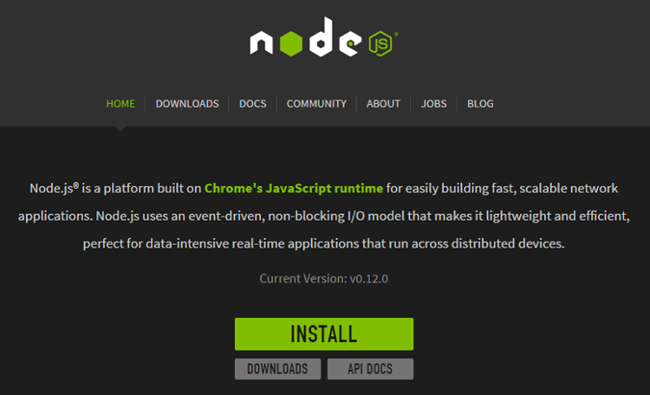 node JS
HOME DOWNLOADS DOCS COMMUNITY ABOUT JOBS BLOG
Node.js® is a platform built on Chrome's JavaScript runtime for easily building fast, scalable network
applications. Node.js uses an event-driven, non-blocking I/O model that makes it lightweight and efficient,
perfect for data-intensive real-time applications that run across distributed devices.
Current Version: v0.12.0
INSTALL
DOWNLOADS API DOCS